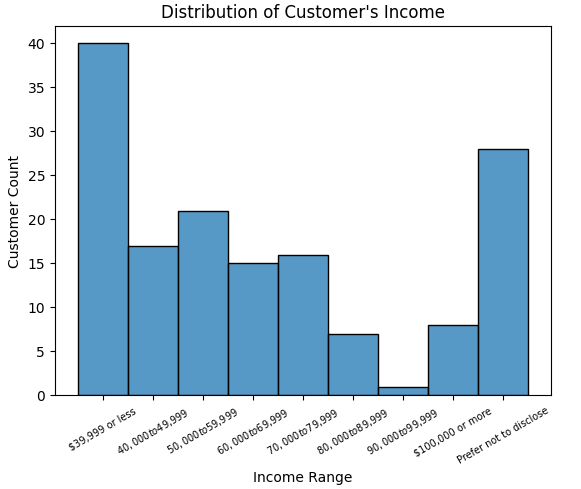 Distribution of Customer's Income
Customer Count
40
35
30
25
20
15
10
5
0
$39,999 or less
40,000to49,999
50,000to59,999
60,000to69,999
70,000to79,999
80,000to89,999
90,000to99,999
$100,000 or more
Prefer not to disclose
Income Range